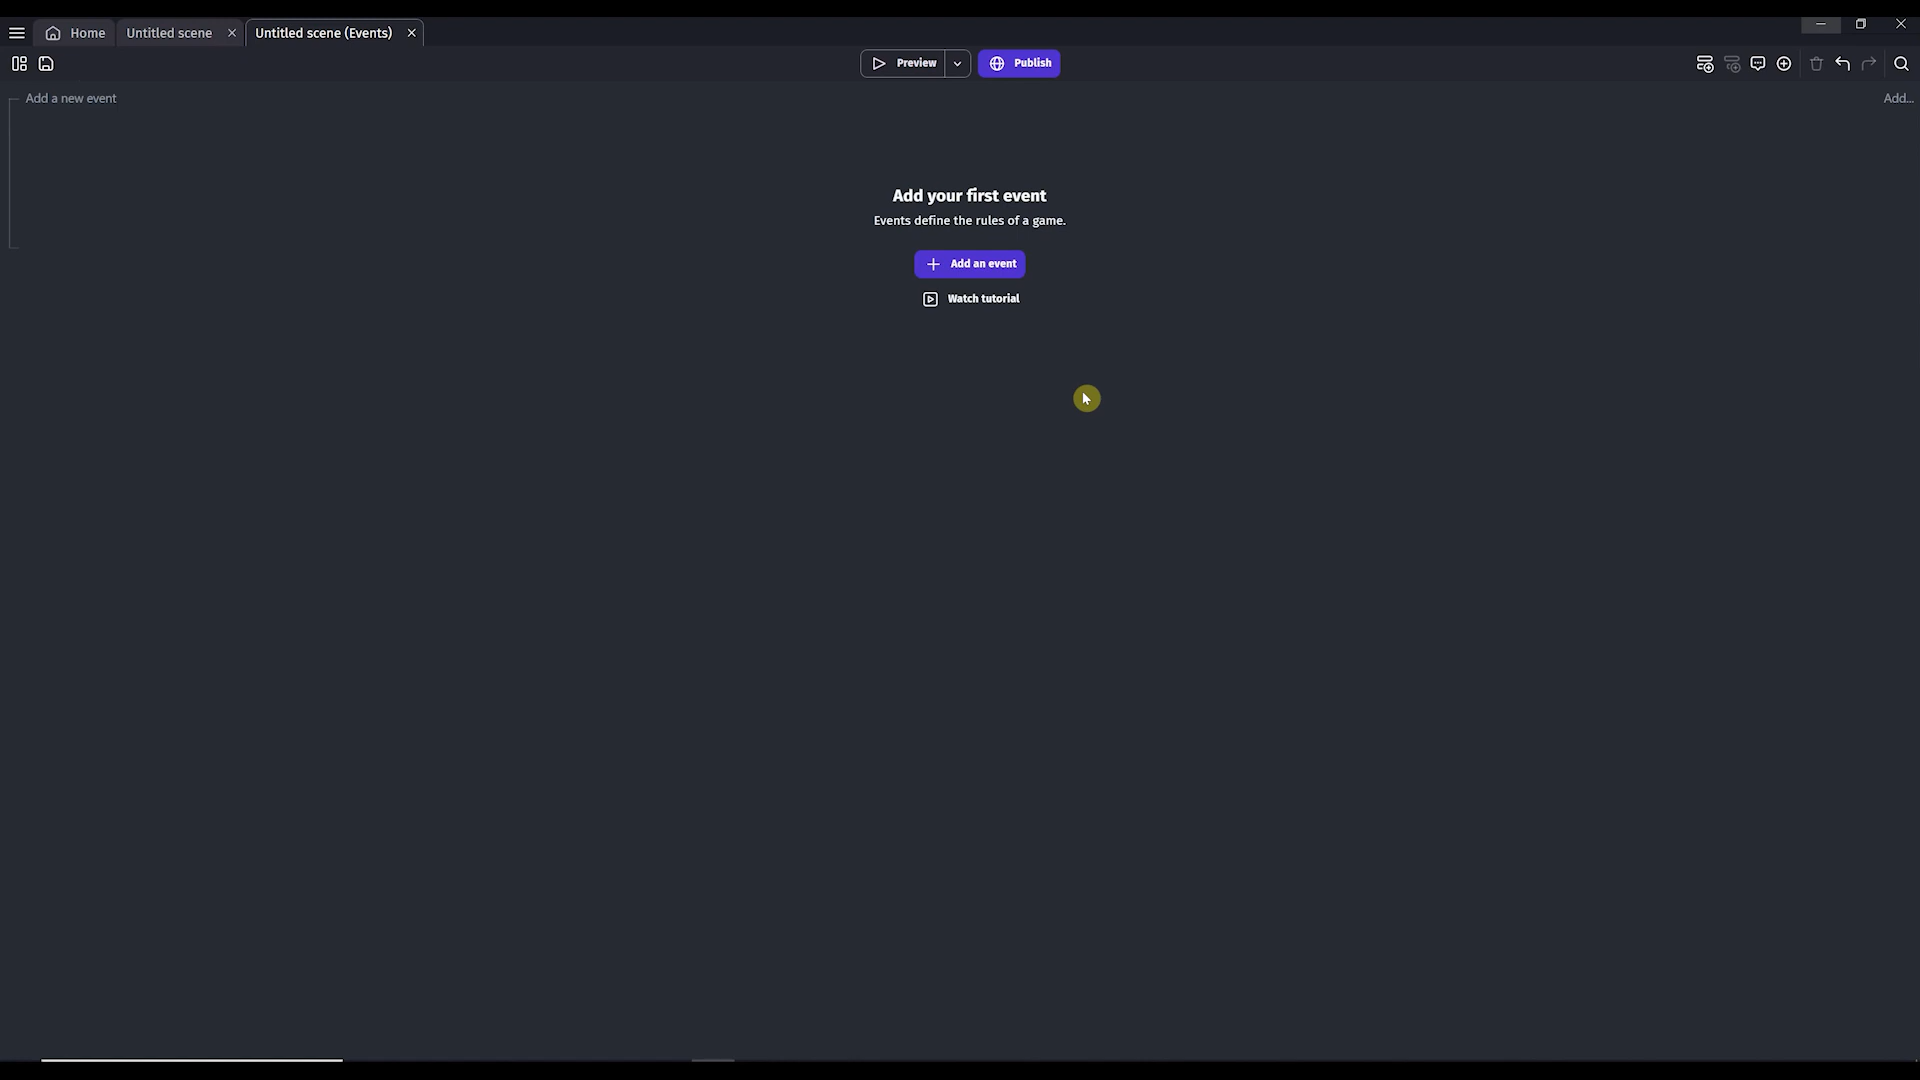 Home
Untitled scene
Untitled scene (Events)
Preview
Publish
Add a new event
Add...
Add your first event
Events define the rules of a game.
Add an event
Watch tutorial